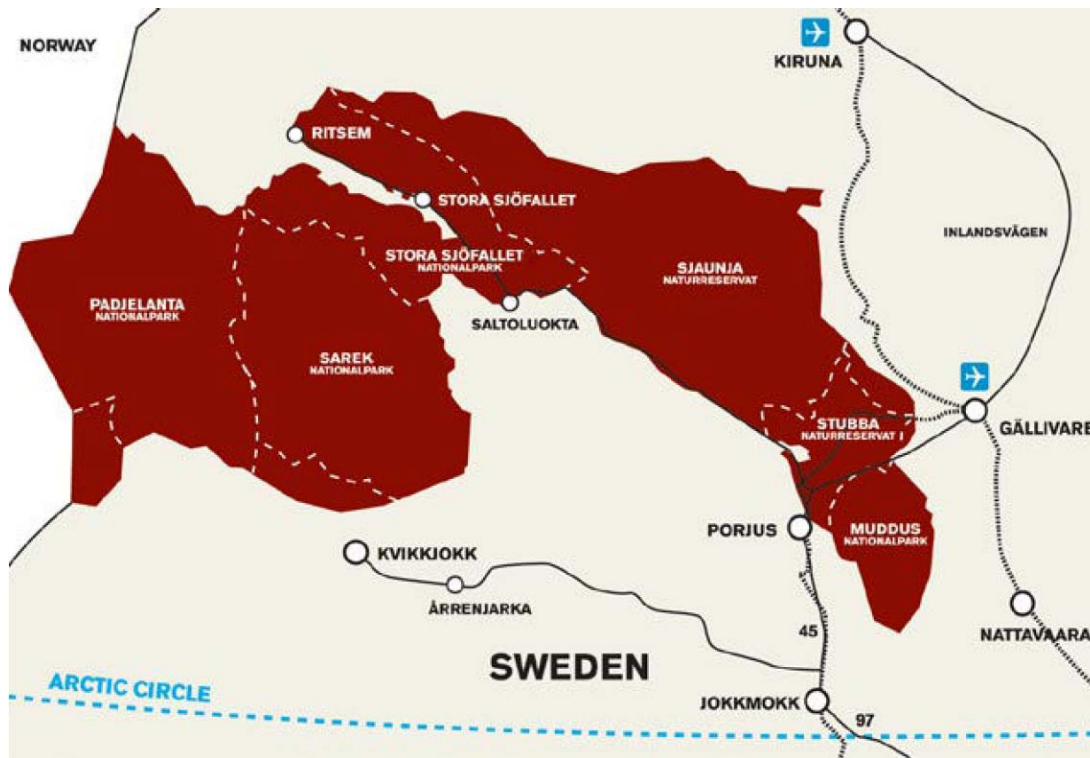 NORWAY
KIRUNA
RITSEM
STORA SJÖFALLET
INLANDSVÄGEN
STORA SJÖFALLET
NATIONALPARK
SJAUNJA
NATURRESERVAT
PADJELANTA
NATIONALPARK
SALTOLUOKTA
SAREK
NATIONALPARK
STUBBA
NATURRESERVAT
GÄLLIVARE
PORJUS
MUDDUS
NATIONALPARK
KVIKKJOKK
ÅRRENJARKA
NATTAVAARA
45
SWEDEN
ARCTIC CIRCLE
JOKKMOKK
97